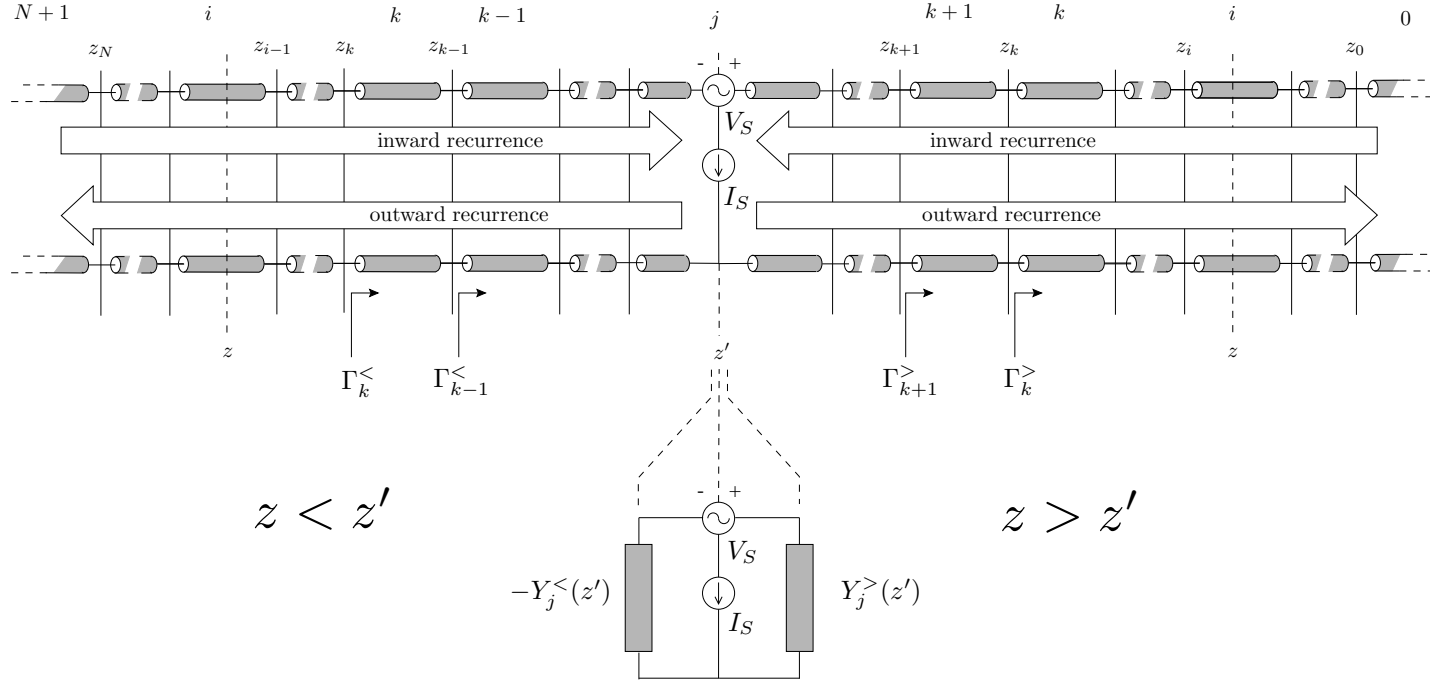 N + 1 i k k − 1 j k + 1 k i 0
z_N z_{i−1} z_k z_{k−1} z_{k+1} z_k z_i z_0
- +
V_S
inward recurrence inward recurrence
I_S
outward recurrence outward recurrence
z z′ z
Γ_k^< Γ_{k−1}^< Γ_{k+1}^> Γ_k^>
z < z′ z > z′
- +
V_S
−Y_j^<(z′) Y_j^>(z′)
I_S